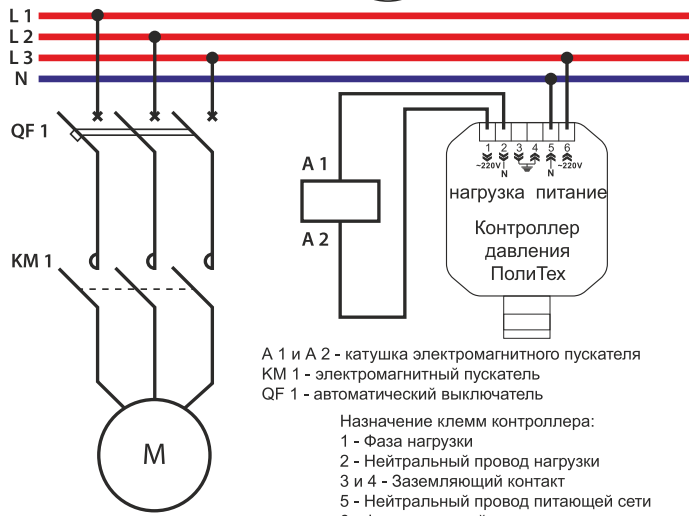 L 1
L 2
L 3
N
QF 1
KM 1
M
A 1
A 2
1 2 3 4 5 6
~220V N N ~220V
нагрузка питание
Контроллер
давления
ПолиТех
А 1 и А 2 - катушка электромагнитного пускателя
КМ 1 - электромагнитный пускатель
QF 1 - автоматический выключатель
Назначение клемм контроллера:
1 - Фаза нагрузки
2 - Нейтральный провод нагрузки
3 и 4 - Заземляющий контакт
5 - Нейтральный провод питающей сети